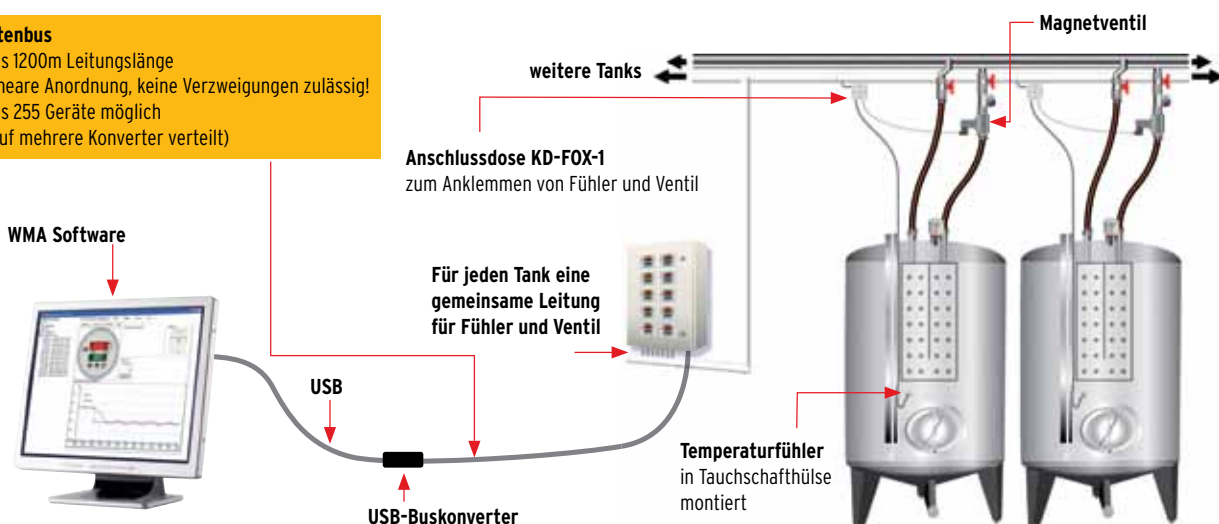 tenbus
s 1200m Leitungslänge
neare Anordnung, keine Verzweigungen zulässig!
s 255 Geräte möglich
uf mehrere Konverter verteilt)
Magnetventil
weitere Tanks
Anschlussdose KD-FOX-1
zum Anklemmen von Fühler und Ventil
WMA Software
Für jeden Tank eine
gemeinsame Leitung
für Fühler und Ventil
USB
Temperaturfühler
in Tauchschafthülse
montiert
USB-Buskonverter